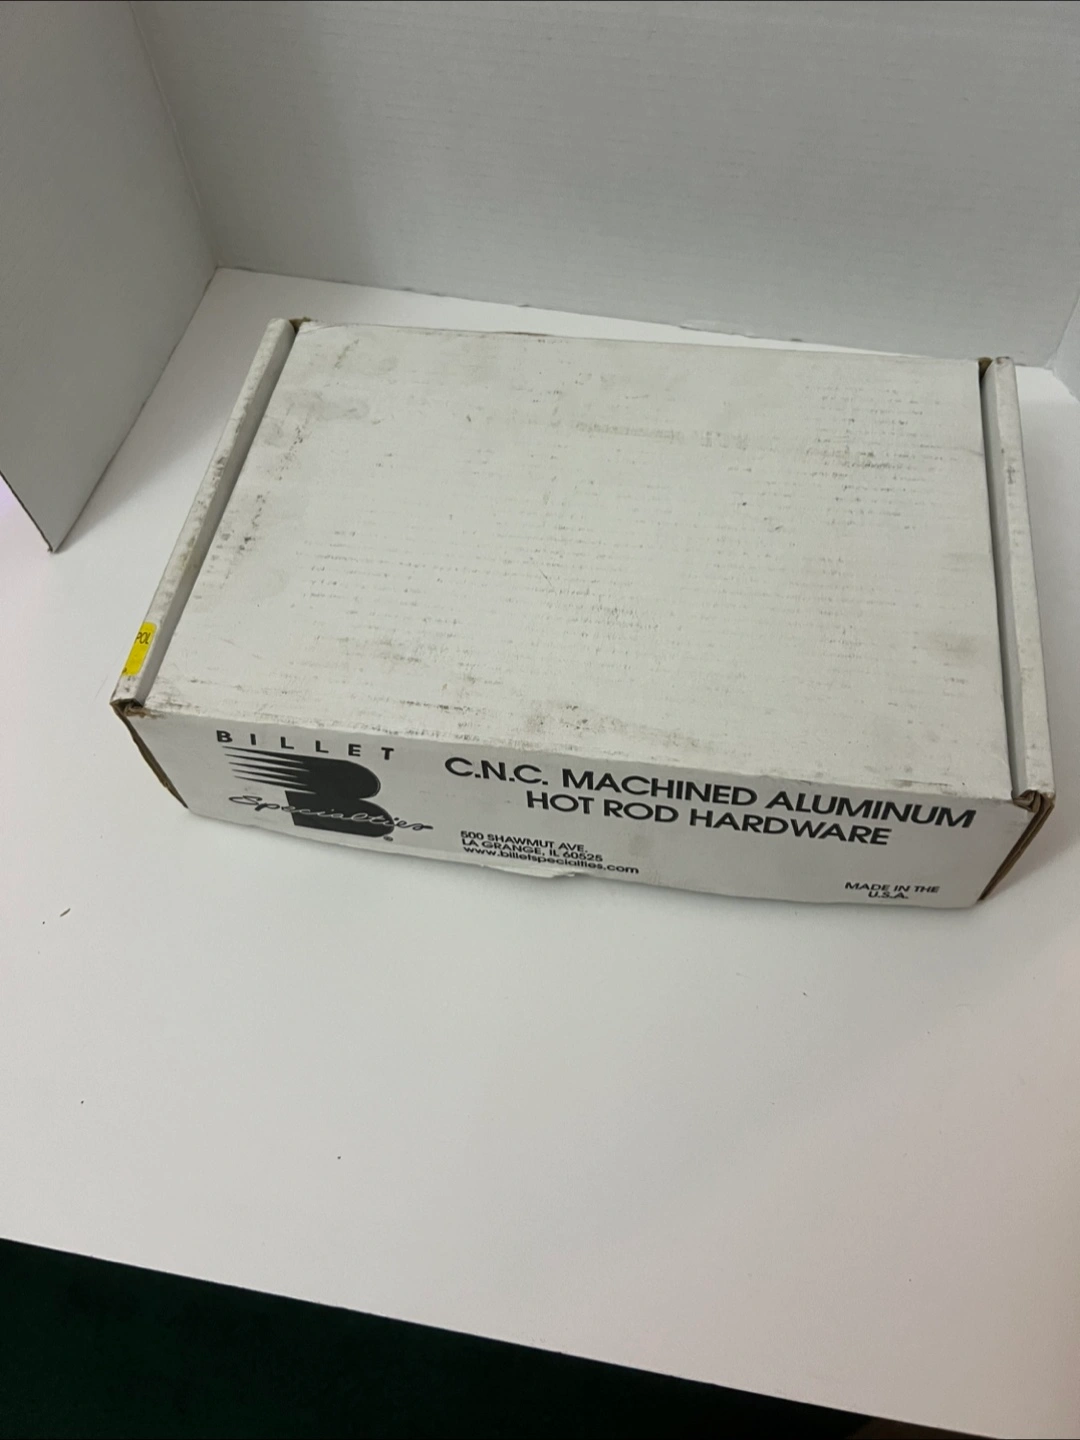 POL
BILLET
Specialties
®
C.N.C. MACHINED ALUMINUM
HOT ROD HARDWARE
500 SHAWMUT AVE.
LA GRANGE, IL 60525
www.billetspecialties.com
MADE IN THE
U.S.A.